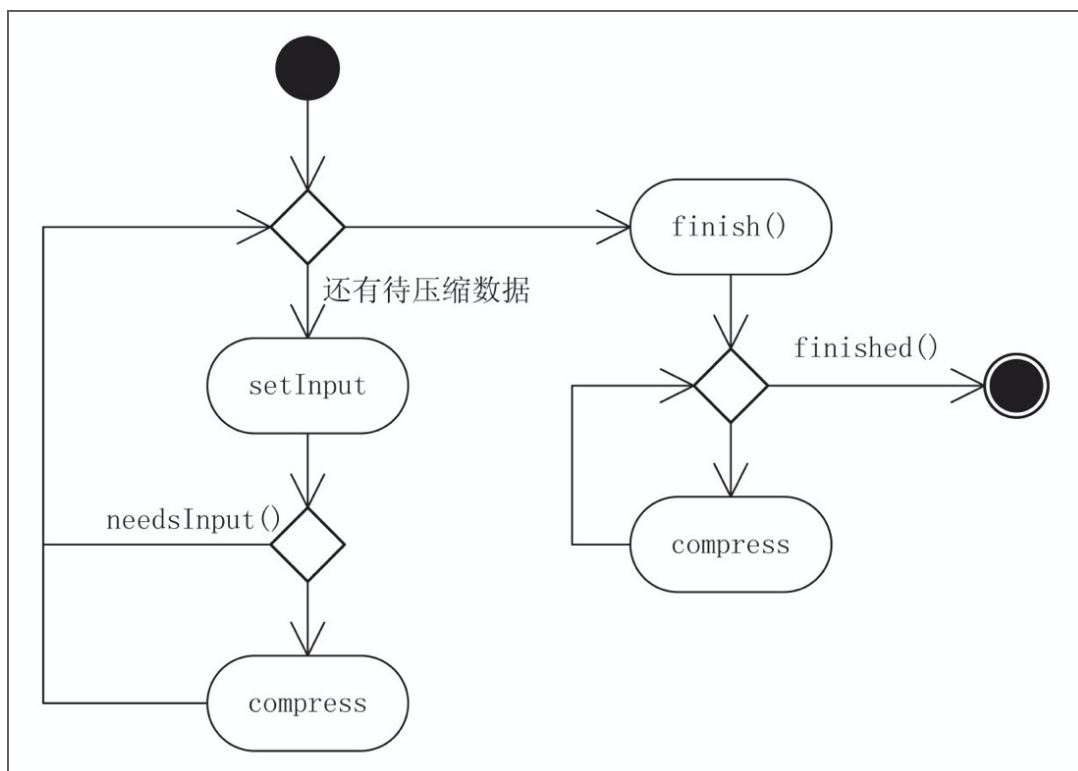 finish()
还有待压缩数据
finished()
setInput
needsInput()
compress
compress